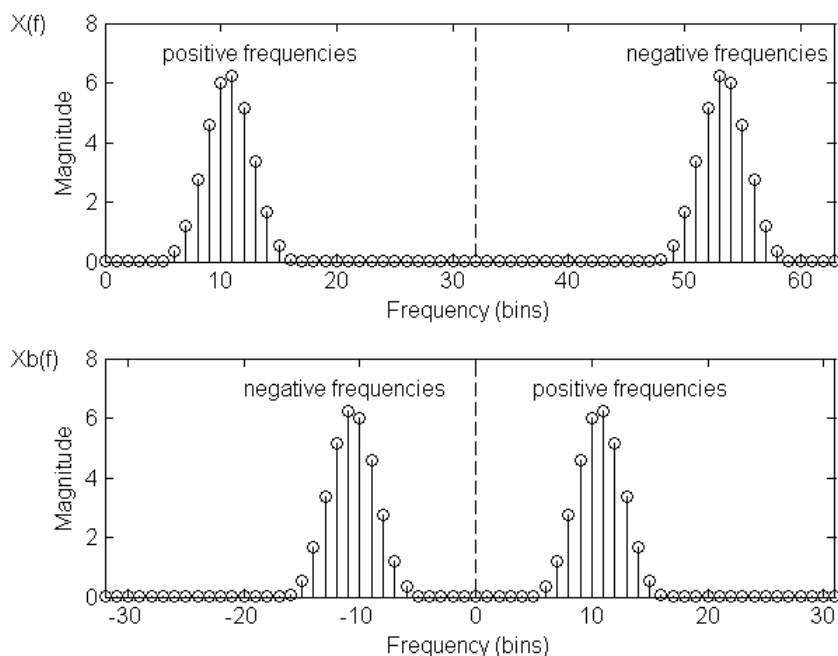 X(f)
8
positive frequencies
negative frequencies
6
4
2
0
Magnitude
0 10 20 30 40 50 60
Frequency (bins)
Xb(f)
8
negative frequencies
positive frequencies
6
4
2
0
Magnitude
-30 -20 -10 0 10 20 30
Frequency (bins)